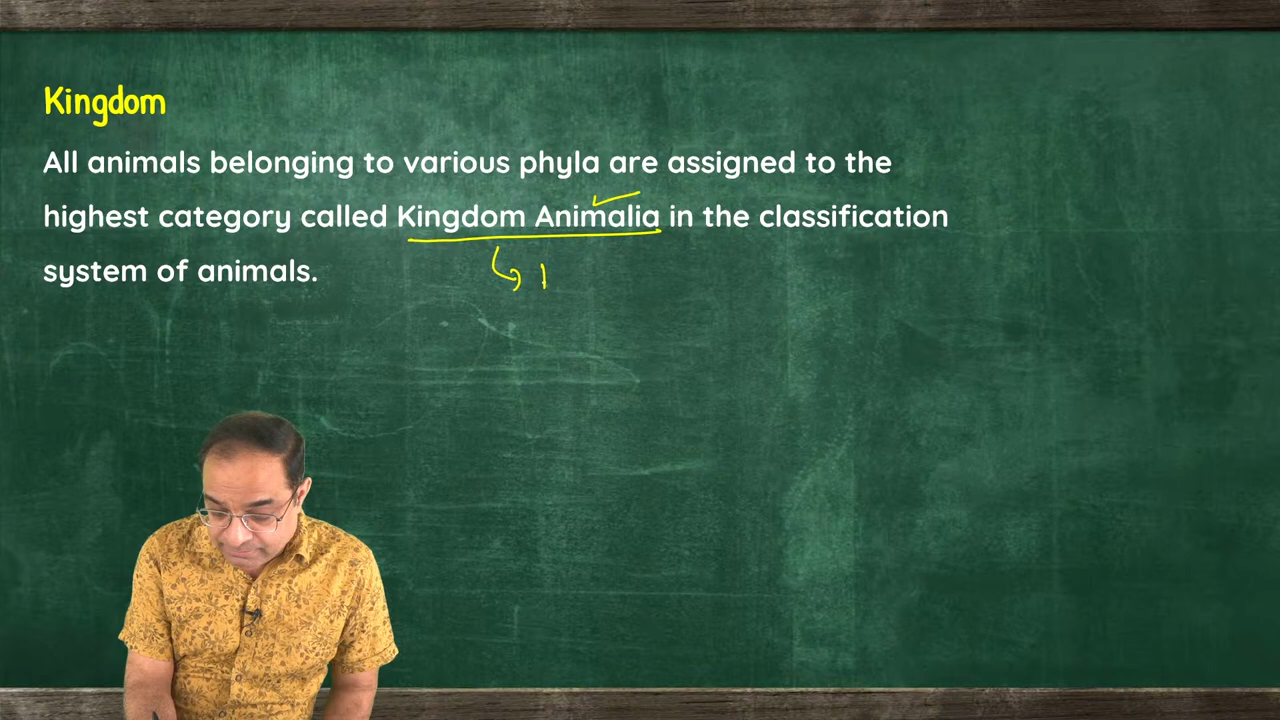 Kingdom
All animals belonging to various phyla are assigned to the
highest category called Kingdom Animalia in the classification
system of animals.